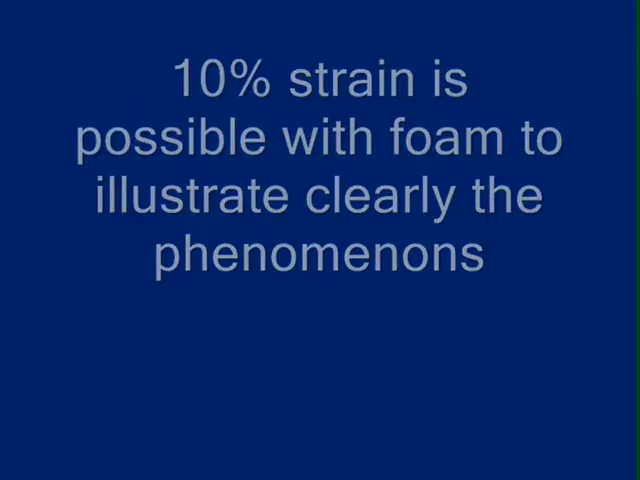 10% strain is
possible with foam to
illustrate clearly the
phenomenons